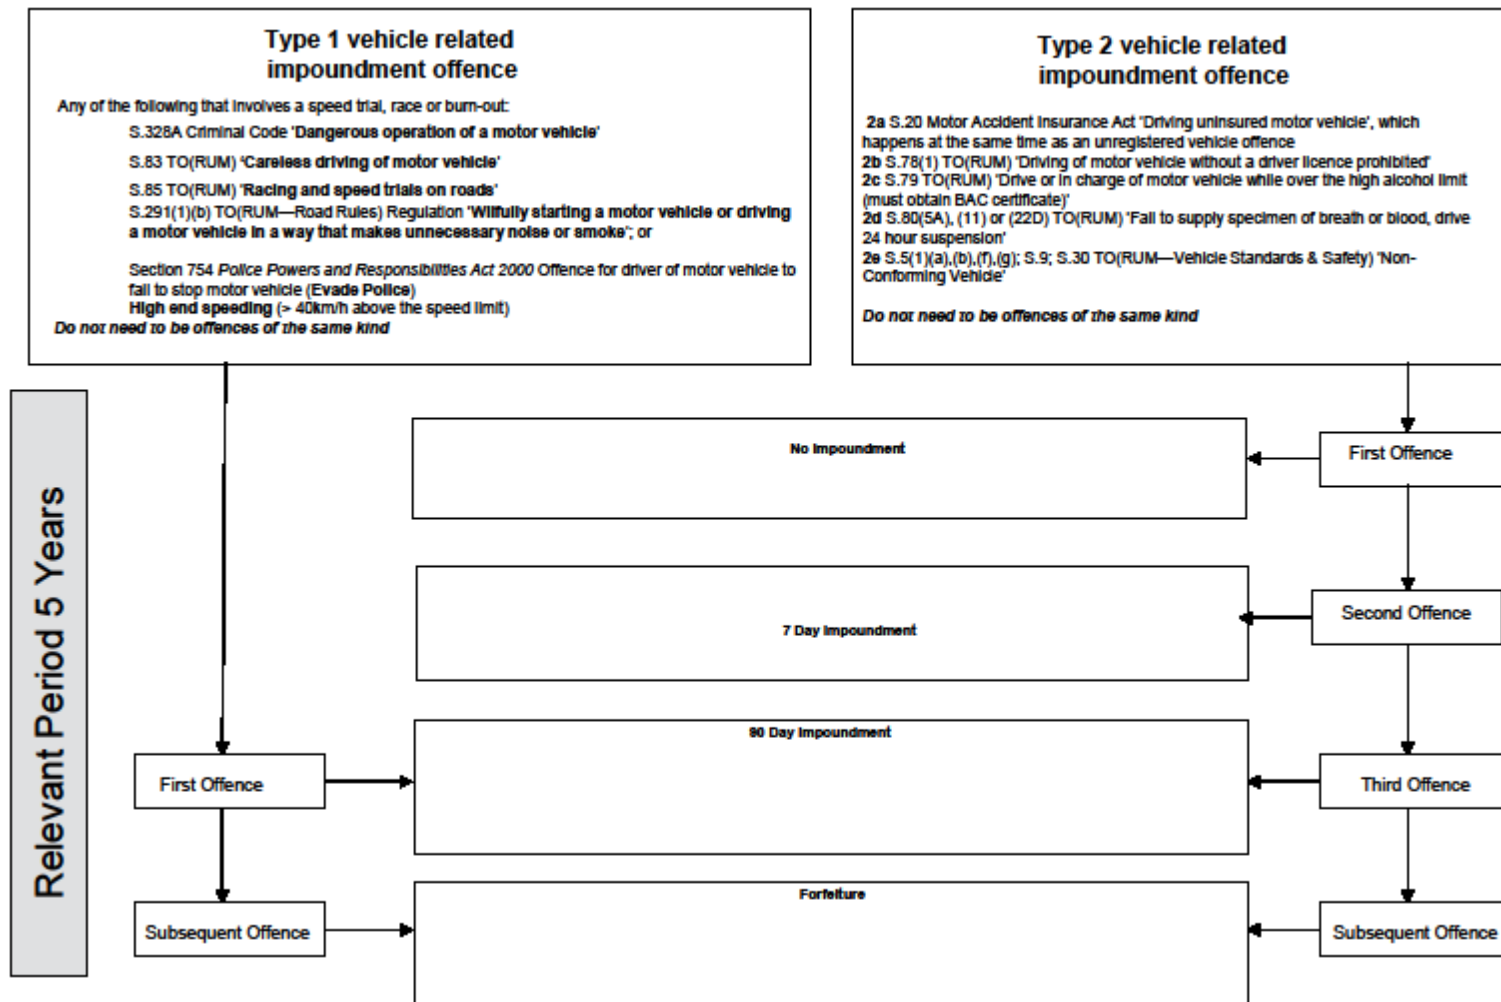 Type 1 vehicle related
impoundment offence
Any of the following that involves a speed trial, race or burn-out:
S.328A Criminal Code 'Dangerous operation of a motor vehicle'
S.83 TO(RUM) 'Careless driving of motor vehicle'
S.85 TO(RUM) 'Racing and speed trials on roads'
S.291(1)(b) TO(RUM—Road Rules) Regulation 'Wilfully starting a motor vehicle or driving
a motor vehicle in a way that makes unnecessary noise or smoke'; or
Section 754 Police Powers and Responsibilities Act 2000 Offence for driver of motor vehicle to
fail to stop motor vehicle (Evade Police)
High end speeding (> 40km/h above the speed limit)
Do not need to be offences of the same kind
Type 2 vehicle related
impoundment offence
2a S.20 Motor Accident Insurance Act 'Driving uninsured motor vehicle', which
happens at the same time as an unregistered vehicle offence
2b S.78(1) TO(RUM) 'Driving of motor vehicle without a driver licence prohibited'
2c S.79 TO(RUM) 'Drive or in charge of motor vehicle while over the high alcohol limit
(must obtain BAC certificate)'
2d S.80(5A), (11) or (22D) TO(RUM) 'Fail to supply specimen of breath or blood, drive
24 hour suspension'
2e S.5(1)(a),(b),(f),(g); S.9; S.30 TO(RUM—Vehicle Standards & Safety) 'Non-
Conforming Vehicle'
Do not need to be offences of the same kind
Relevant Period 5 Years
No Impoundment
First Offence
7 Day Impoundment
Second Offence
First Offence
90 Day Impoundment
Third Offence
Subsequent Offence
Forfeiture
Subsequent Offence